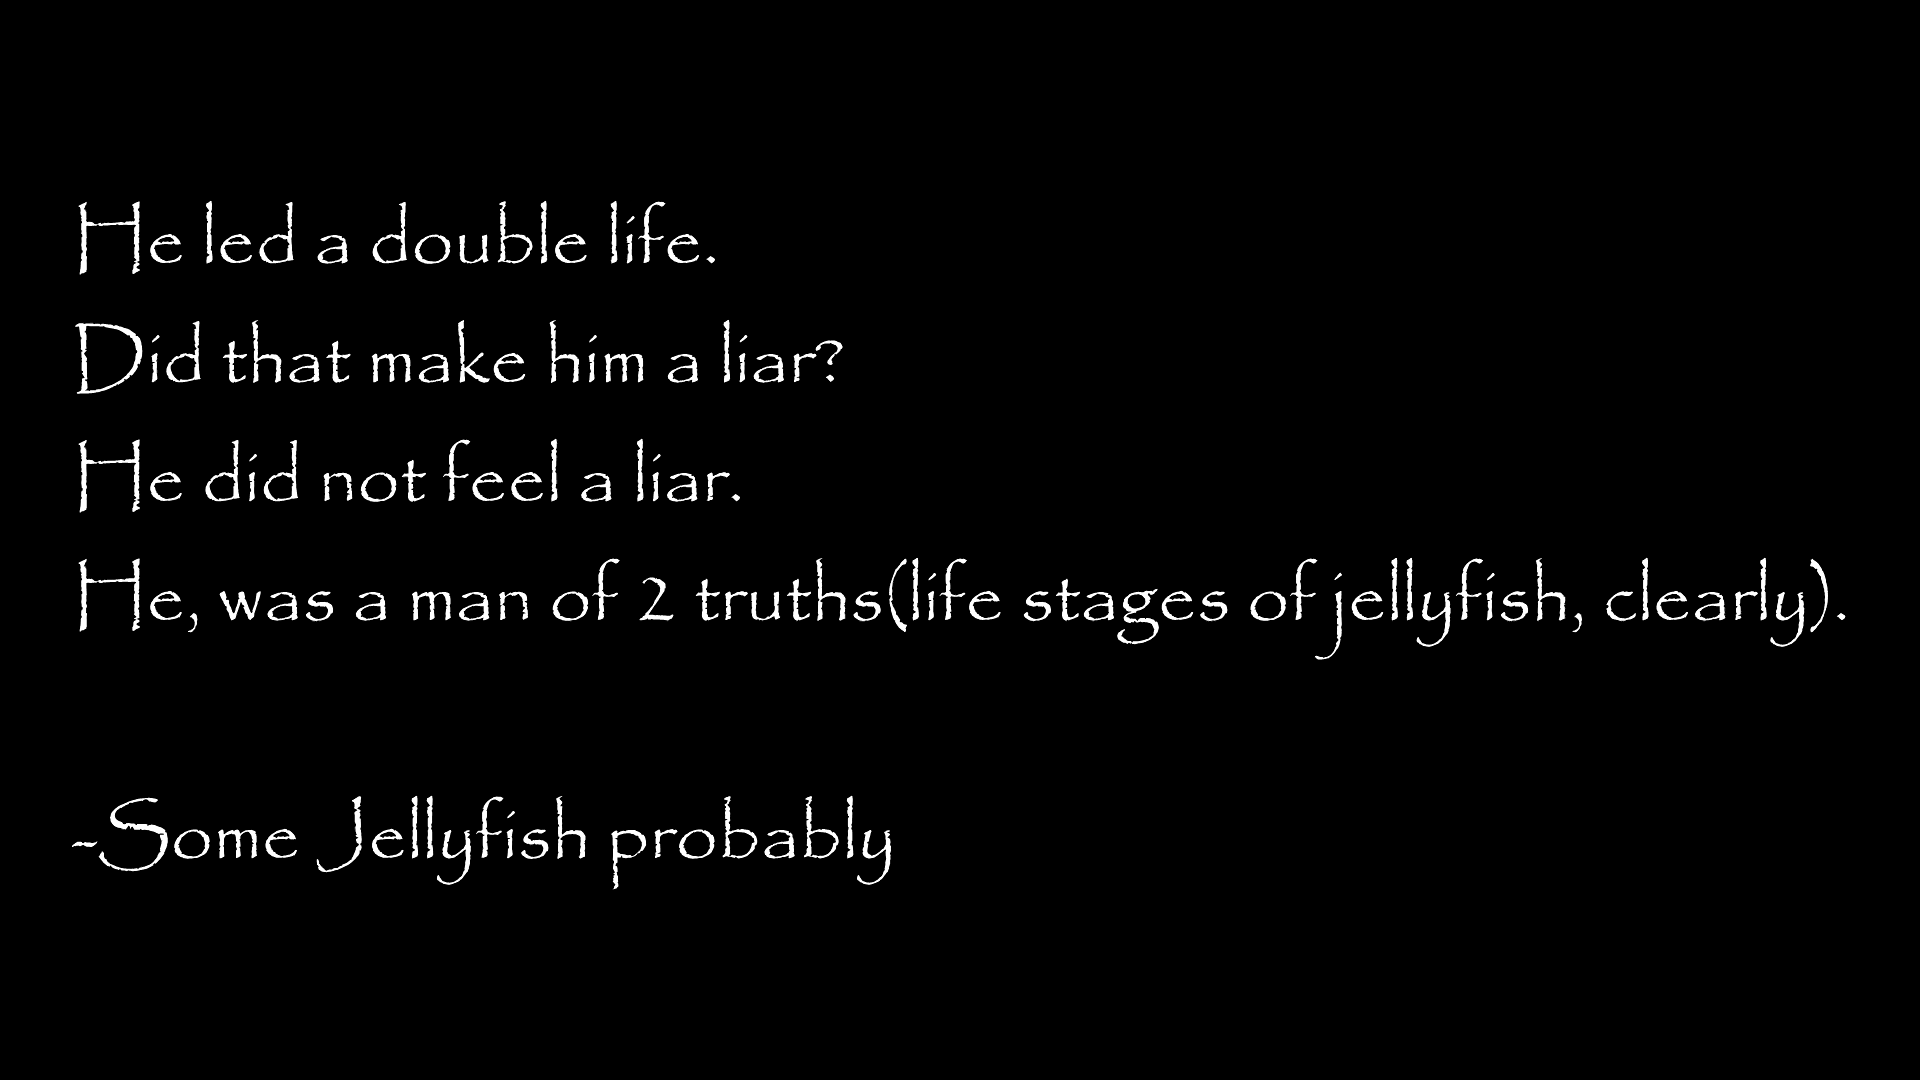 He led a double life.
Did that make him a liar?
He did not feel a liar.
He, was a man of 2 truths(life stages of jellyfish, clearly).
-Some Jellyfish probably